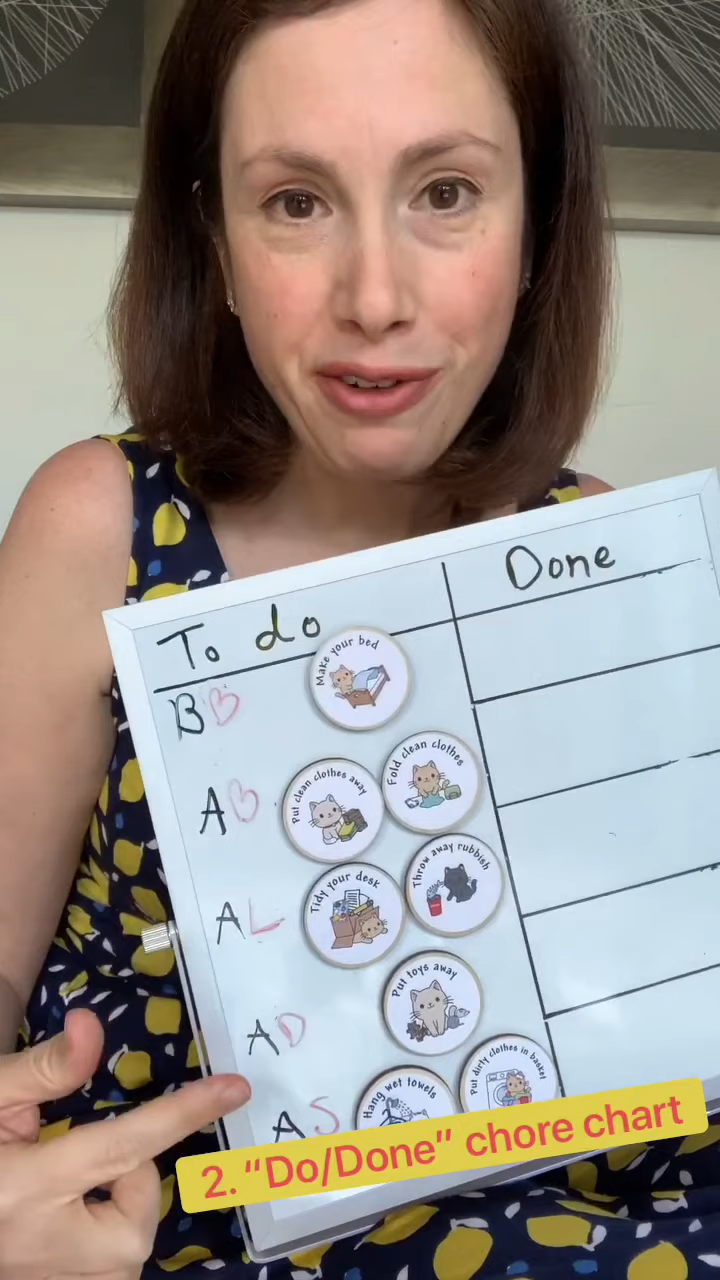 To do
Done
Make your bed
B B
Put clean clothes away
Fold clean clothes
A B
Tidy your desk
Throw away rubbish
A L
Put toys away
A D
Hang wet towels
Put dirty clothes in basket
A S
2. "Do/Done" chore chart